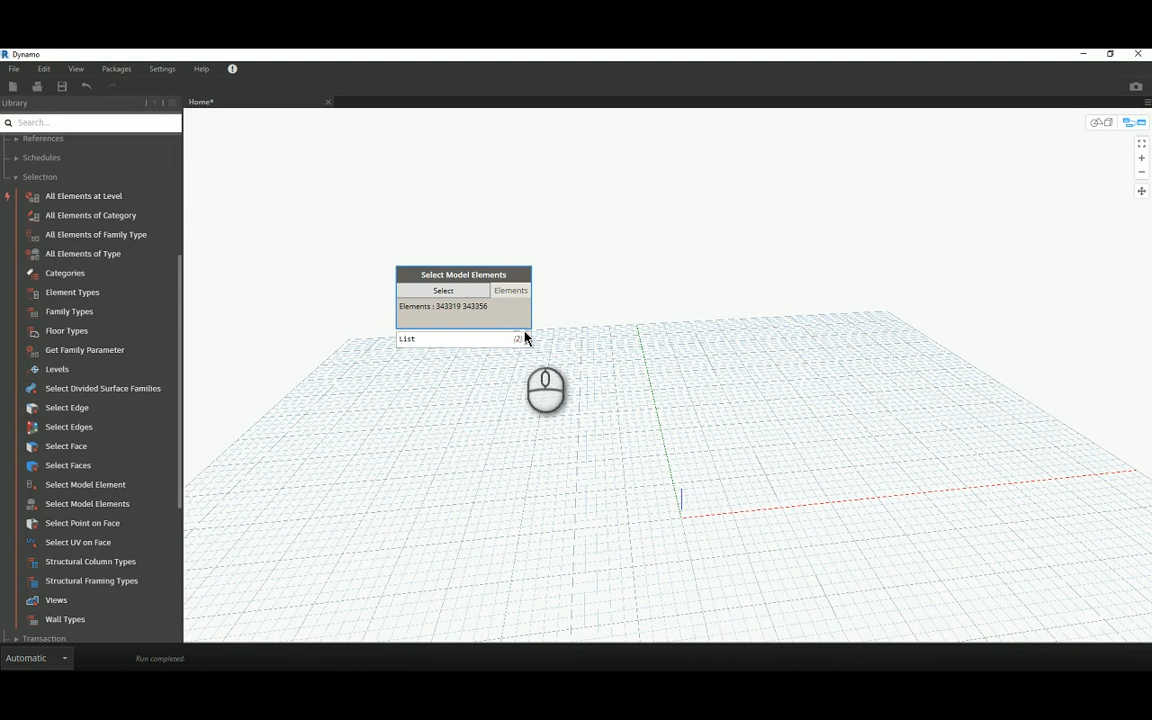 Dynamo
File Edit View Packages Settings Help
Library
Home*
Search...
References
Schedules
Selection
All Elements at Level
All Elements of Category
All Elements of Family Type
All Elements of Type
Categories
Element Types
Family Types
Floor Types
Get Family Parameter
Levels
Select Divided Surface Families
Select Edge
Select Edges
Select Face
Select Faces
Select Model Element
Select Model Elements
Select Point on Face
Select UV on Face
Structural Column Types
Structural Framing Types
Views
Wall Types
Transaction
Select Model Elements
Select Elements
Elements : 343319 343356
List (2)
Automatic Run completed.